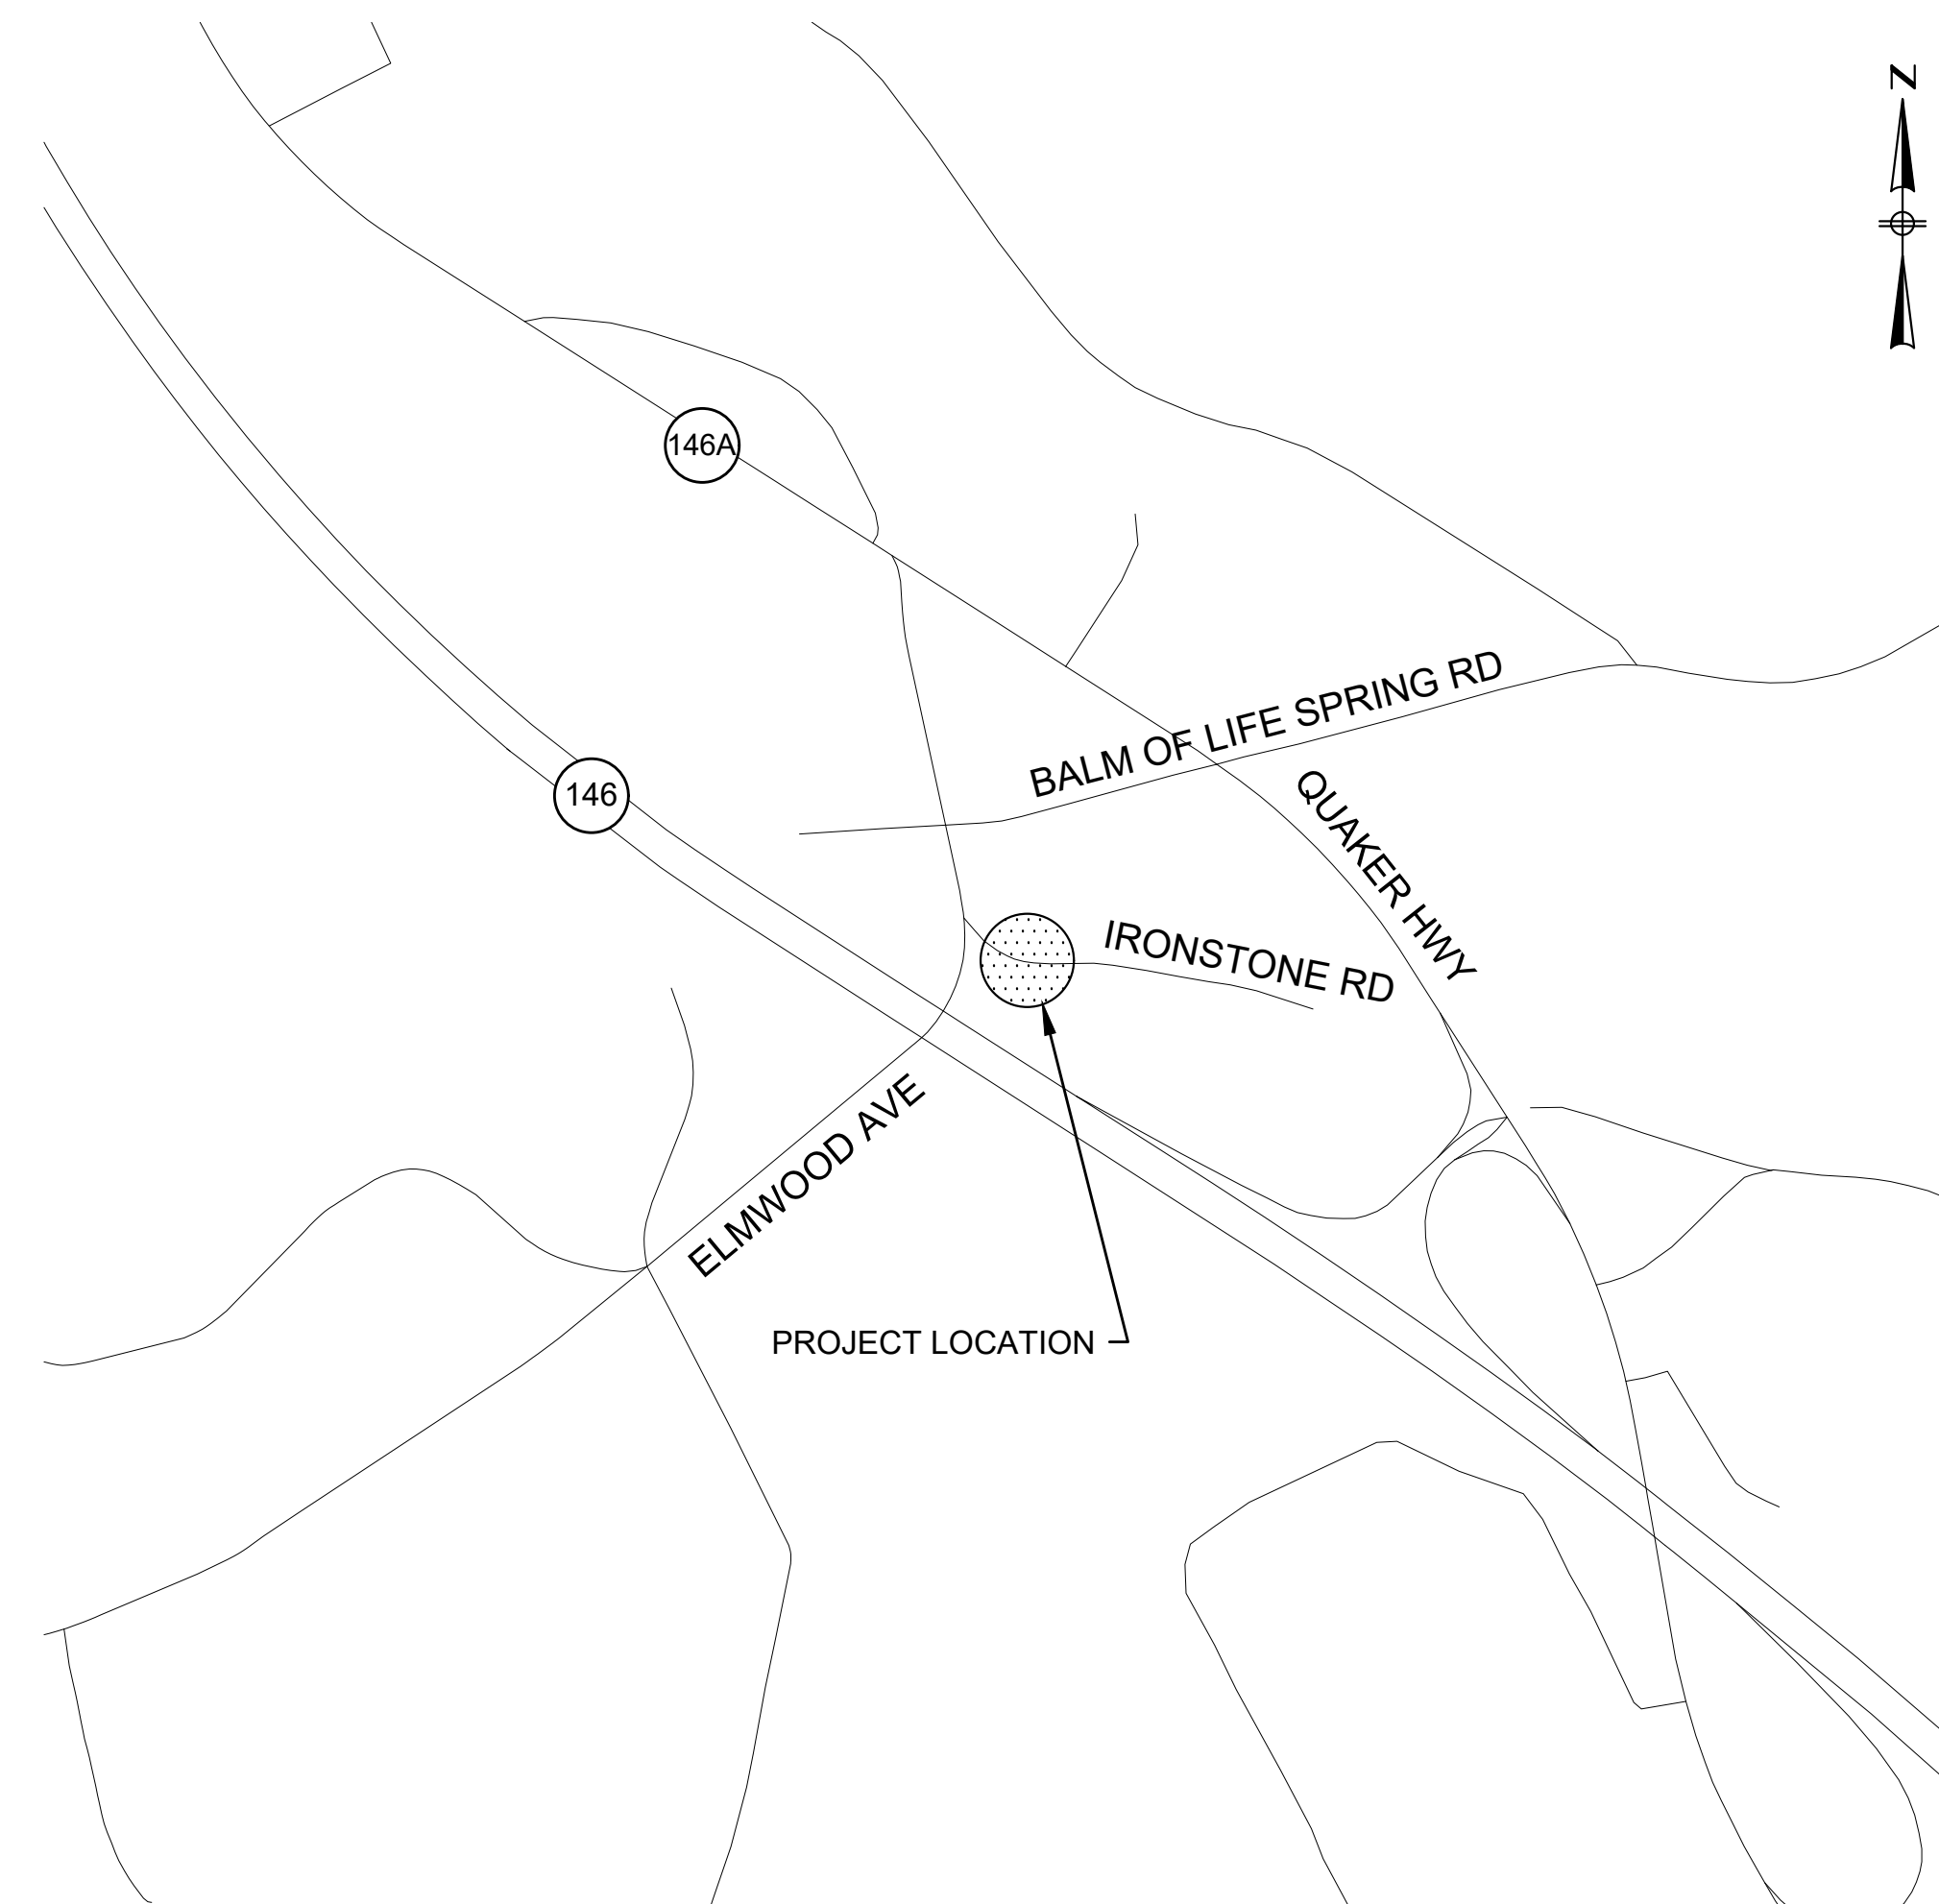 N
146A
BALM OF LIFE SPRING RD
146
QUAKER HWY
IRONSTONE RD
ELMWOOD AVE
PROJECT LOCATION